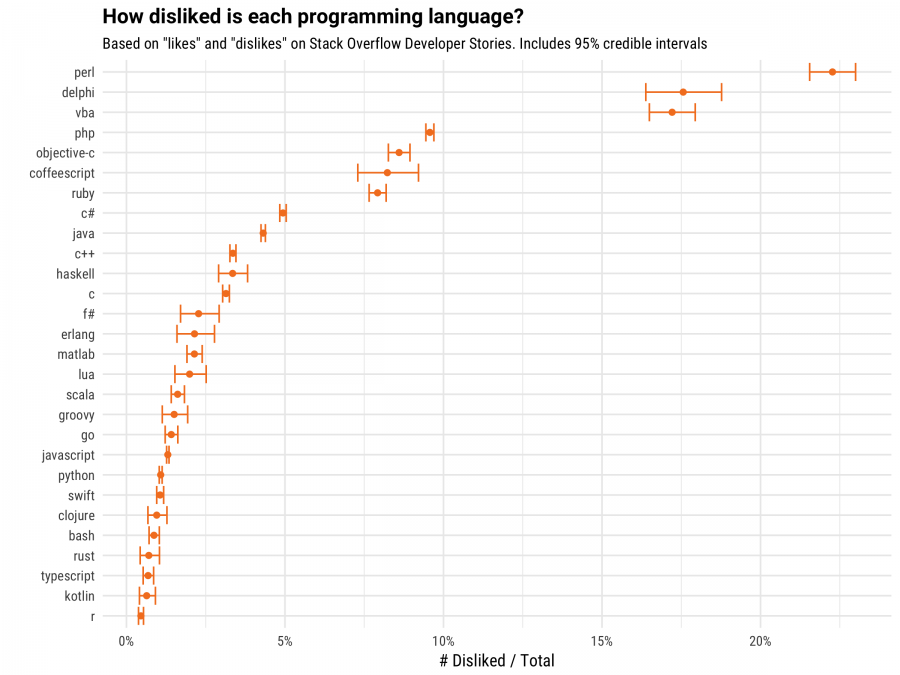 How disliked is each programming language?
Based on "likes" and "dislikes" on Stack Overflow Developer Stories. Includes 95% credible intervals
perl
delphi
vba
php
objective-c
coffeescript
ruby
c#
java
c++
haskell
c
f#
erlang
matlab
lua
scala
groovy
go
javascript
python
swift
clojure
bash
rust
typescript
kotlin
r
0% 5% 10% 15% 20%
# Disliked / Total